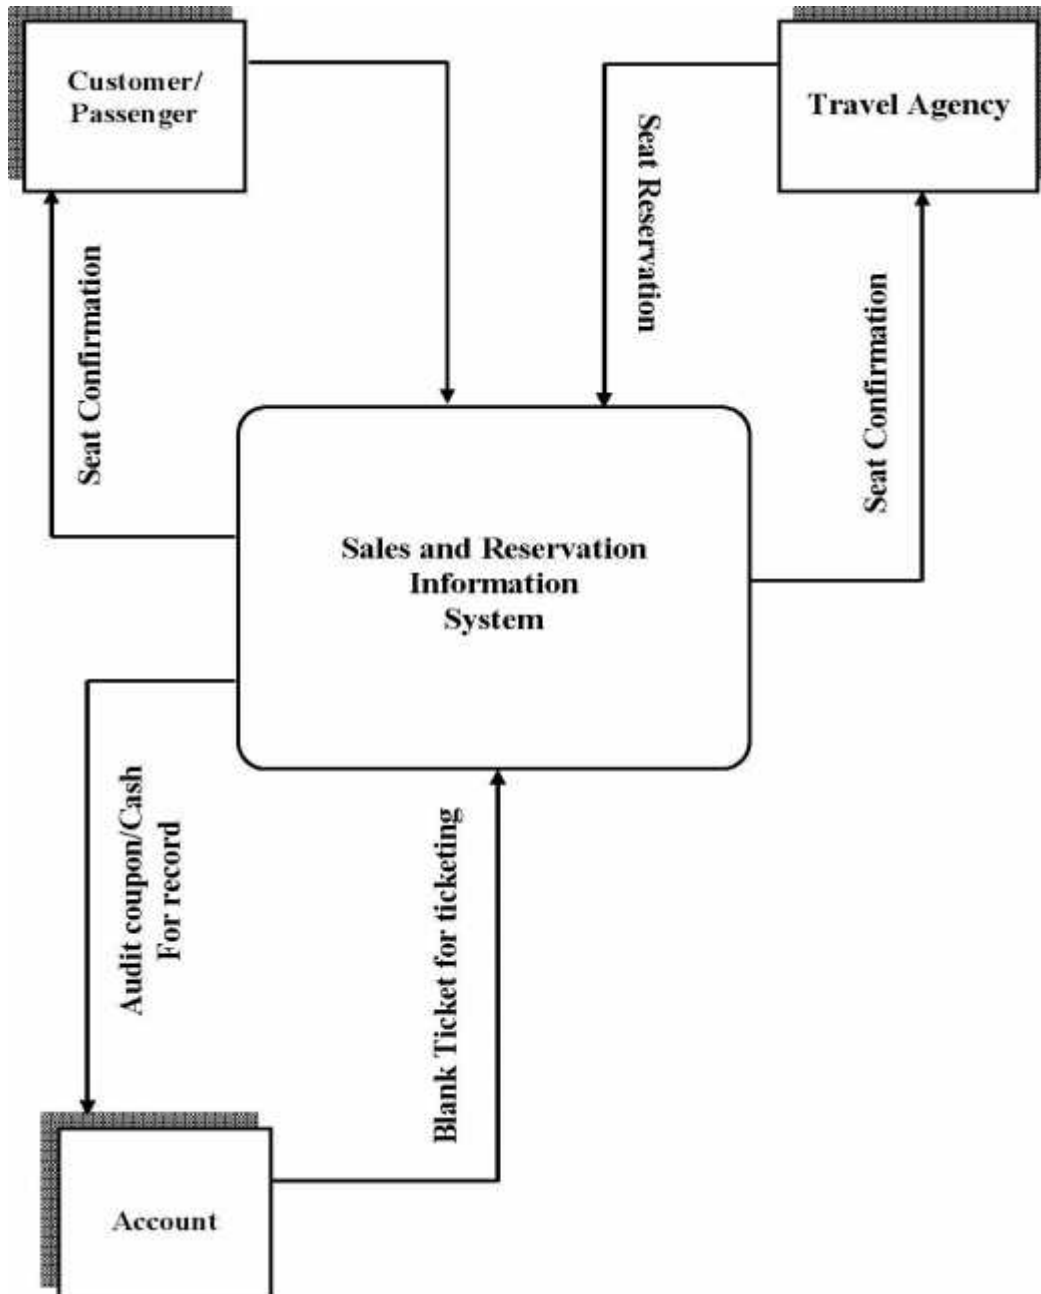 Customer/
Passenger
Travel Agency
Seat Reservation
Seat Confirmation
Seat Confirmation
Sales and Reservation
Information
System
Audit coupon/Cash
For record
Blank Ticket for ticketing
Account